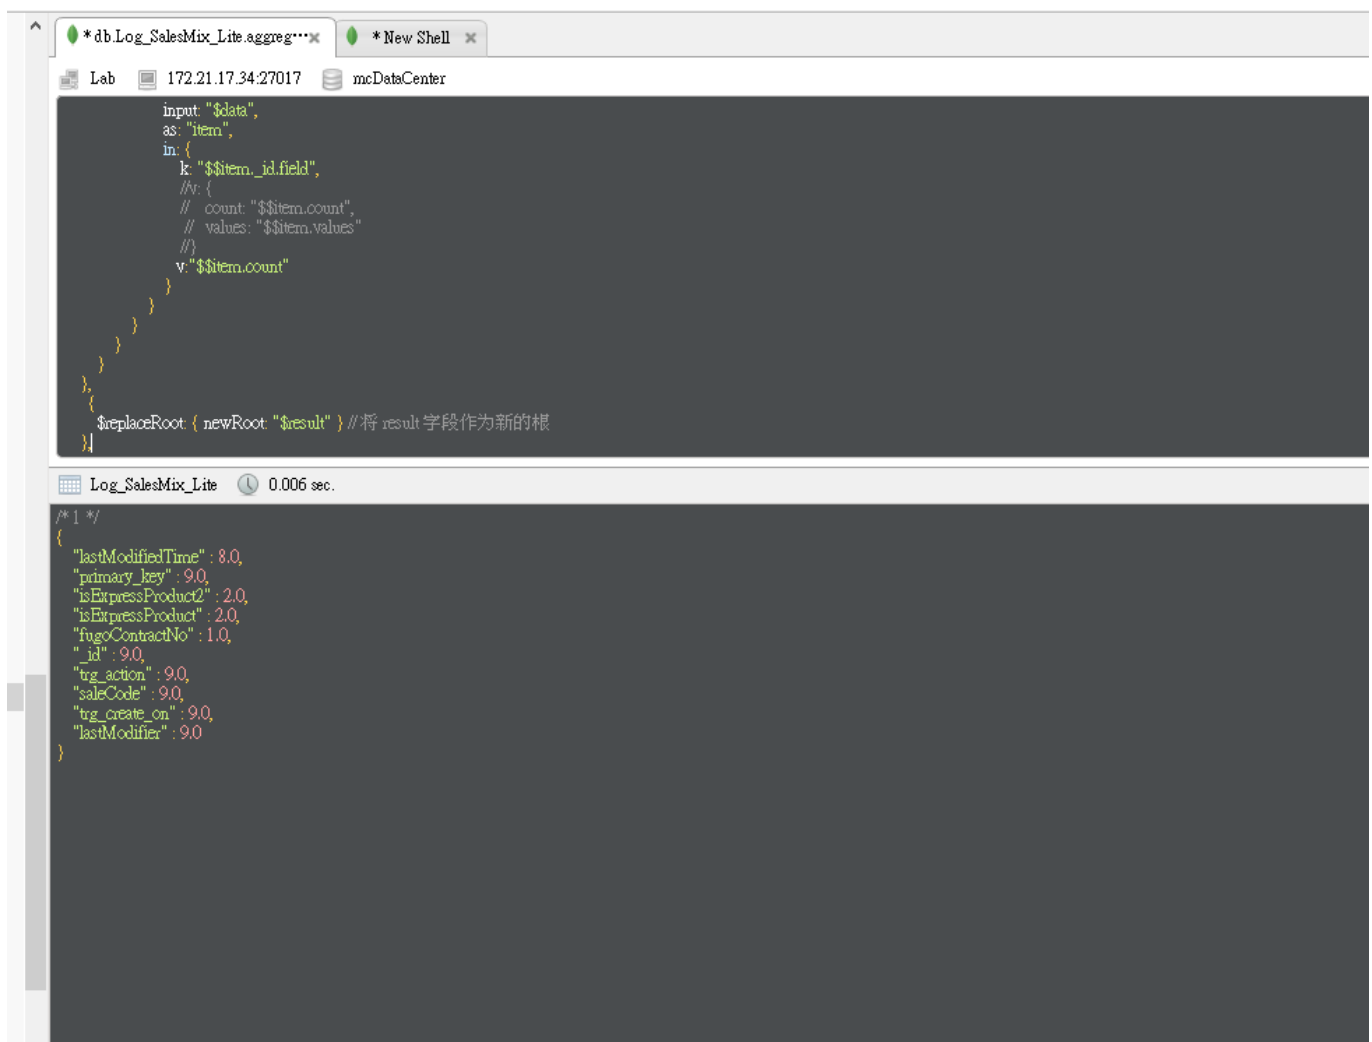 * db.Log_SalesMix_Lite.aggreg··· * New Shell
Lab 172.21.17.34:27017 mcDataCenter
input: "$data",
as: "item",
in: {
k: "$$item._id.field",
//v: {
// count: "$$item.count",
// values: "$$item.values"
//}
v:"$$item.count"
}
}
}
}
}
},
{
$replaceRoot: { newRoot: "$result" } // 将 result 字段作为新的根
},
Log_SalesMix_Lite 0.006 sec.
/* 1 */
{
"lastModifiedTime" : 8.0,
"primary_key" : 9.0,
"isExpressProduct2" : 2.0,
"isExpressProduct" : 2.0,
"fugoContractNo" : 1.0,
"_id" : 9.0,
"trg_action" : 9.0,
"saleCode" : 9.0,
"trg_create_on" : 9.0,
"lastModifier" : 9.0
}